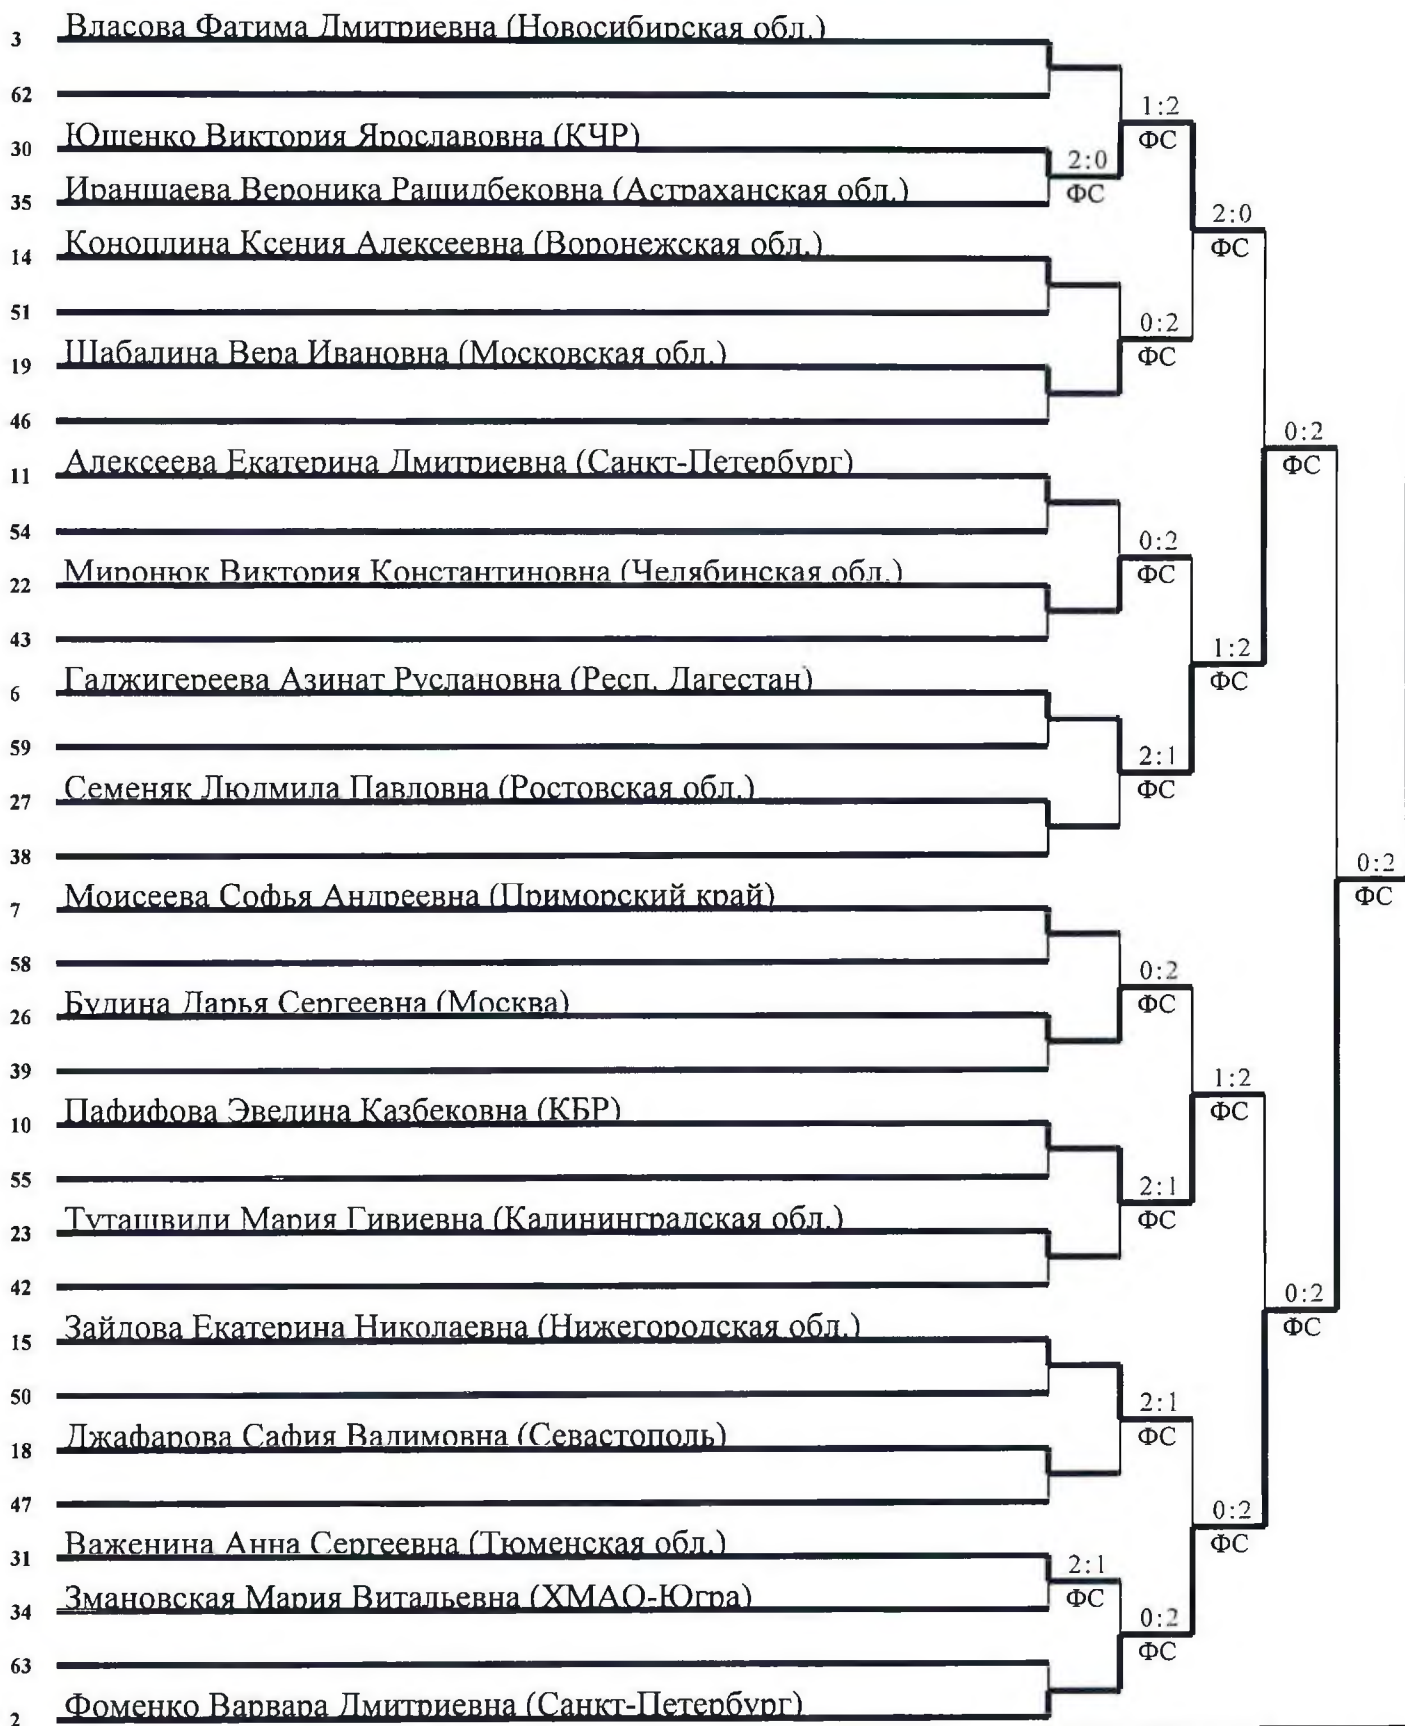 3 Власова Фатима Дмитриевна (Новосибирская обл.)
62
1:2
ФС
30 Ющенко Виктория Ярославовна (КЧР)
2:0
ФС
35 Ираншаева Вероника Рашидбековна (Астраханская обл.)
2:0
ФС
14 Коноплина Ксения Алексеевна (Воронежская обл.)
51
0:2
ФС
19 Шабалина Вера Ивановна (Московская обл.)
46
0:2
ФС
11 Алексеева Екатерина Дмитриевна (Санкт-Петербург)
54
0:2
ФС
22 Миронюк Виктория Константиновна (Челябинская обл.)
43
1:2
ФС
6 Гаджигереева Азинат Руслановна (Респ. Дагестан)
59
2:1
ФС
27 Семеняк Людмила Павловна (Ростовская обл.)
38
0:2
ФС
7 Моисеева Софья Андреевна (Приморский край)
58
0:2
ФС
26 Будина Дарья Сергеевна (Москва)
39
1:2
ФС
10 Пафифова Эвелина Казбековна (КБР)
55
2:1
ФС
23 Туташвили Мария Гивиевна (Калининградская обл.)
42
0:2
ФС
15 Зайдова Екатерина Николаевна (Нижегородская обл.)
50
2:1
ФС
18 Джафарова Сафия Вадимовна (Севастополь)
47
0:2
ФС
31 Важенина Анна Сергеевна (Тюменская обл.)
2:1
ФС
34 Змановская Мария Витальевна (ХМАО-Югра)
0:2
ФС
63
2 Фоменко Варвара Дмитриевна (Санкт-Петербург)